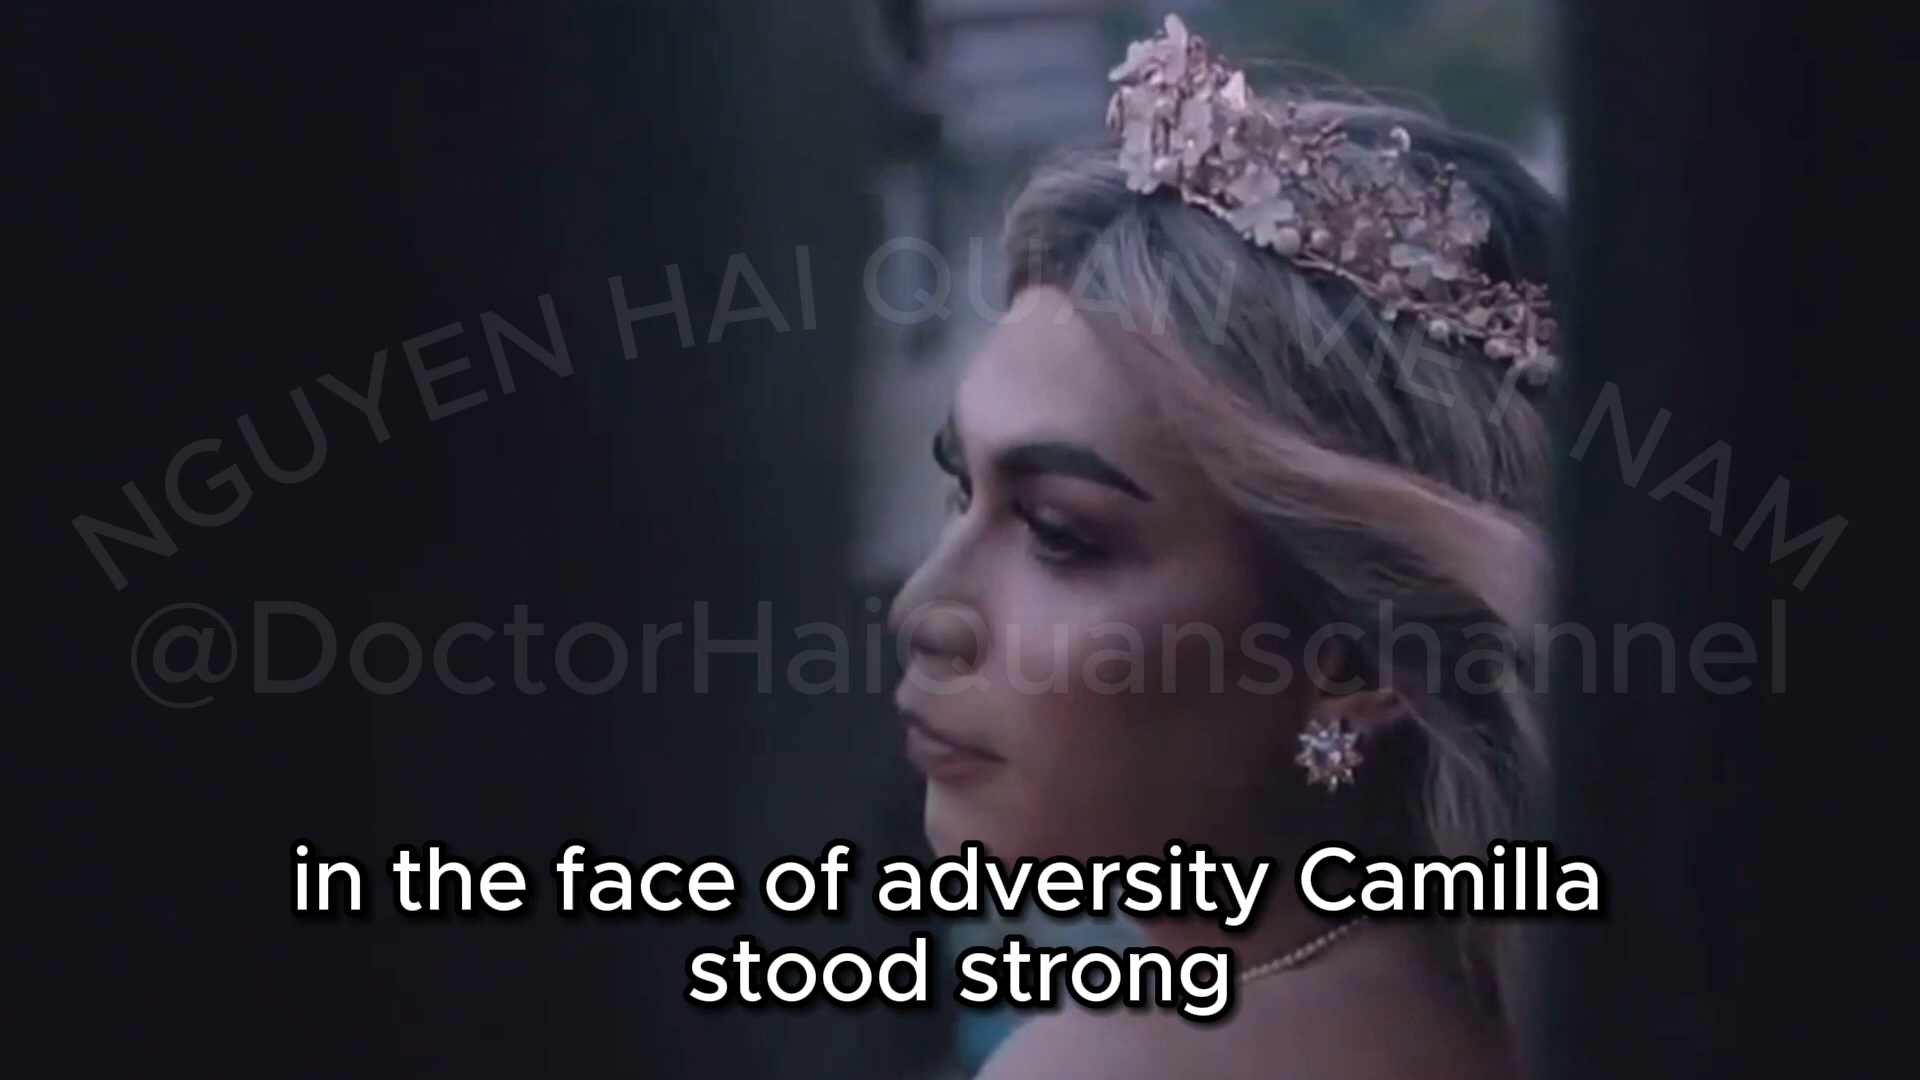 NGUYEN HAI QUAN VIET NAM
@DoctorHaiQuanschannel
in the face of adversity Camilla
stood strong